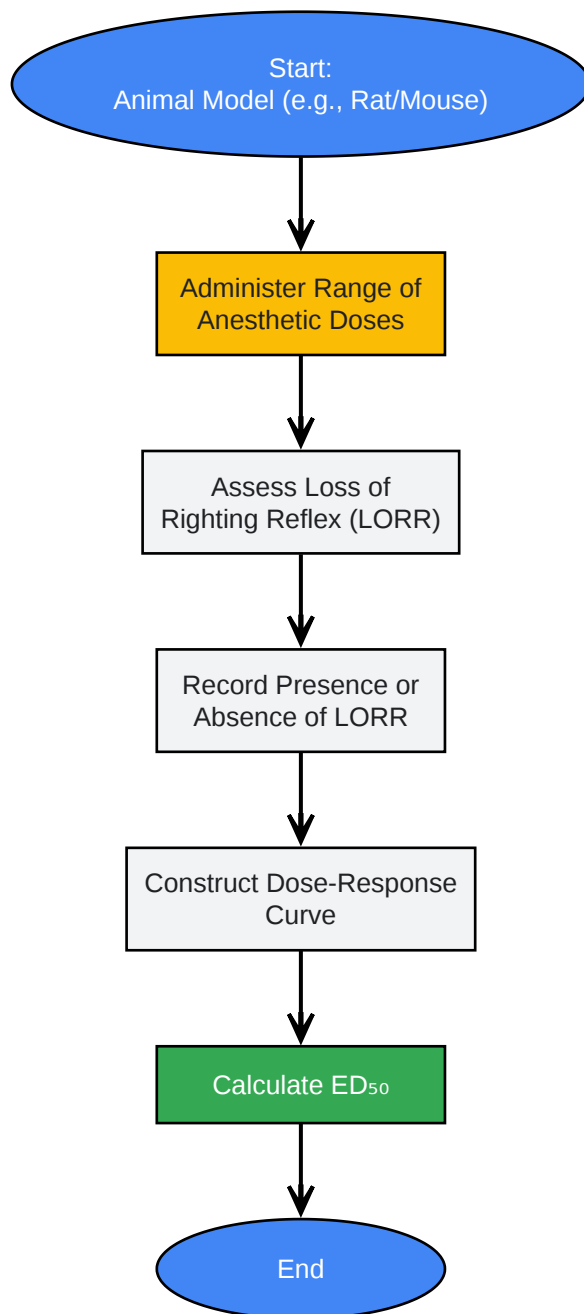 Start:
Animal Model (e.g., Rat/Mouse)
Administer Range of
Anesthetic Doses
Assess Loss of
Righting Reflex (LORR)
Record Presence or
Absence of LORR
Construct Dose-Response
Curve
Calculate ED₅₀
End